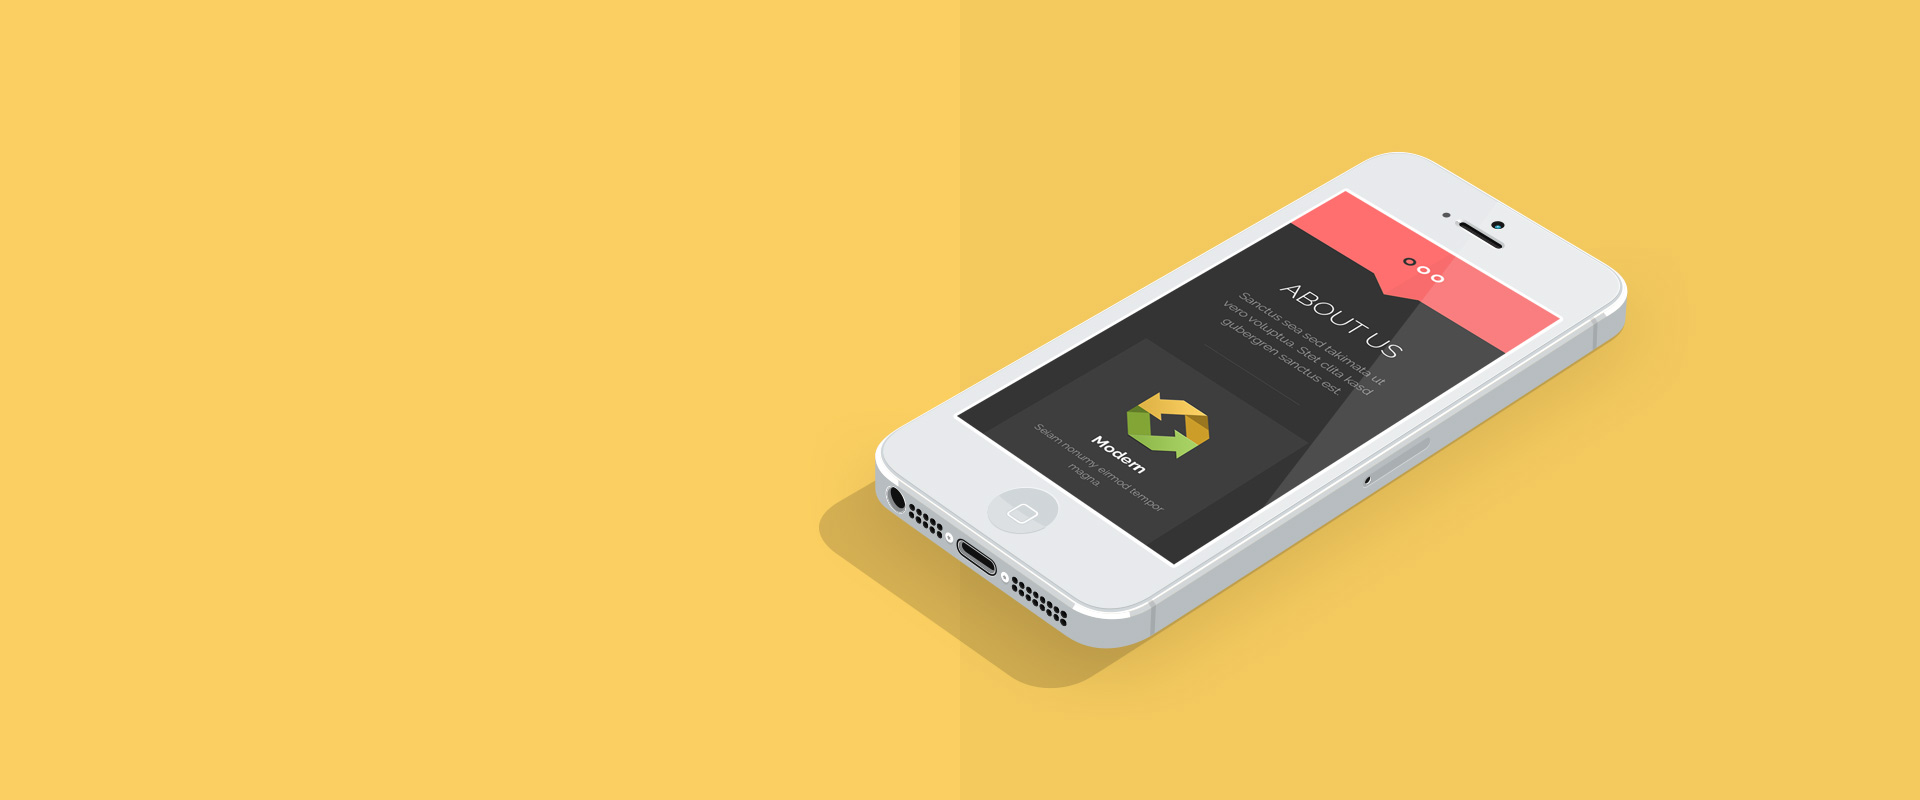 ABOUT US
Sanctus sea sed takimata ut
vero voluptua. Stet clita kasd
gubergren sanctus est.
Modern
Seiam nonumy eirmod tempor
magna